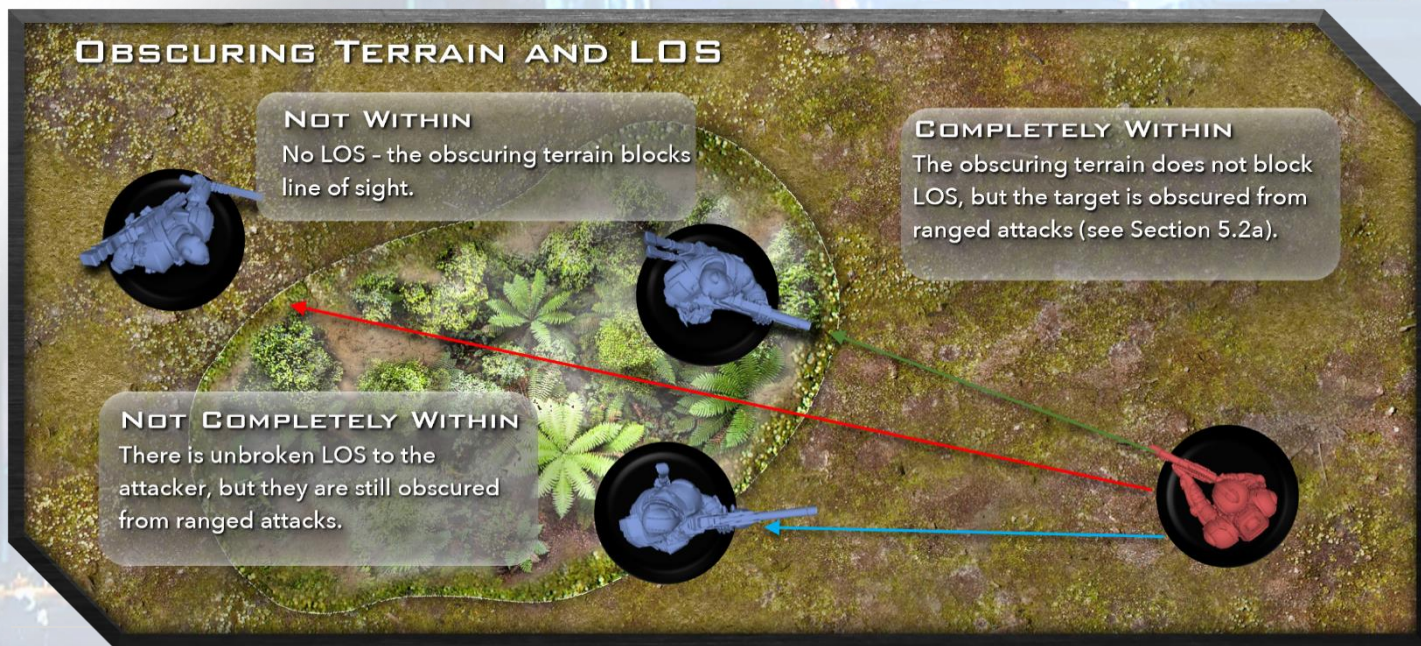 Obscuring Terrain and LOS
Not Within
No LOS - the obscuring terrain blocks
line of sight.
Completely Within
The obscuring terrain does not block
LOS, but the target is obscured from
ranged attacks (see Section 5.2a).
Not Completely Within
There is unbroken LOS to the
attacker, but they are still obscured
from ranged attacks.